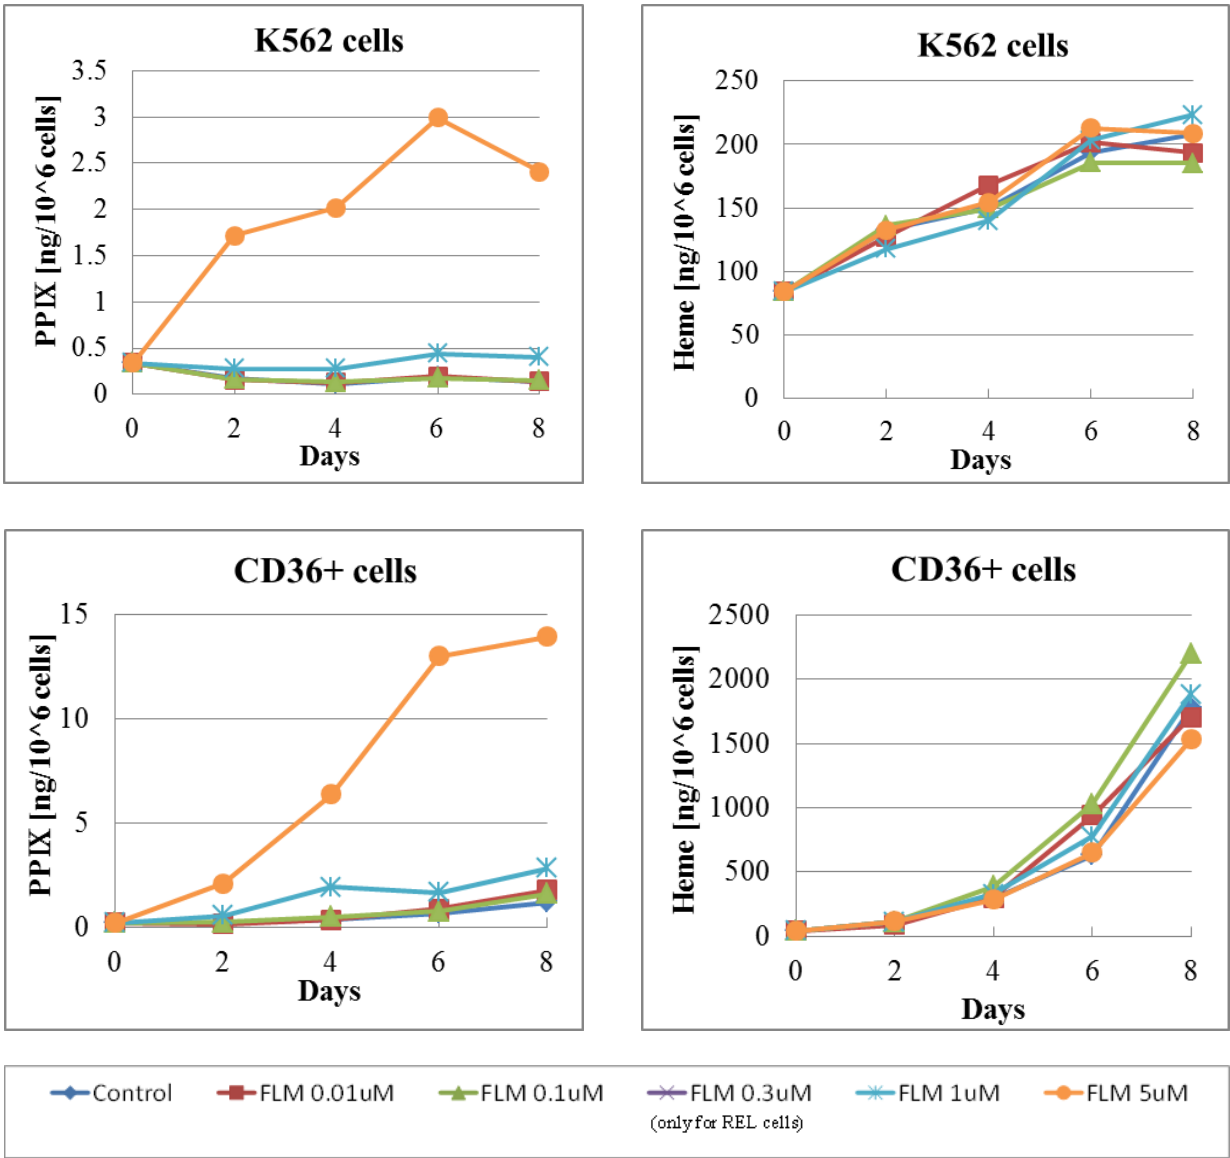 K562 cells
3.5
3
2.5
2
1.5
1
0.5
0
PPIX [ng/10^6 cells]
0 2 4 6 8
Days
K562 cells
250
200
150
100
50
0
Heme [ng/10^6 cells]
0 2 4 6 8
Days
CD36+ cells
15
10
5
0
PPIX [ng/10^6 cells]
0 2 4 6 8
Days
CD36+ cells
2500
2000
1500
1000
500
0
Heme [ng/10^6 cells]
0 2 4 6 8
Days
Control FLM 0.01uM FLM 0.1uM FLM 0.3uM FLM 1uM FLM 5uM
(only for REL cells)